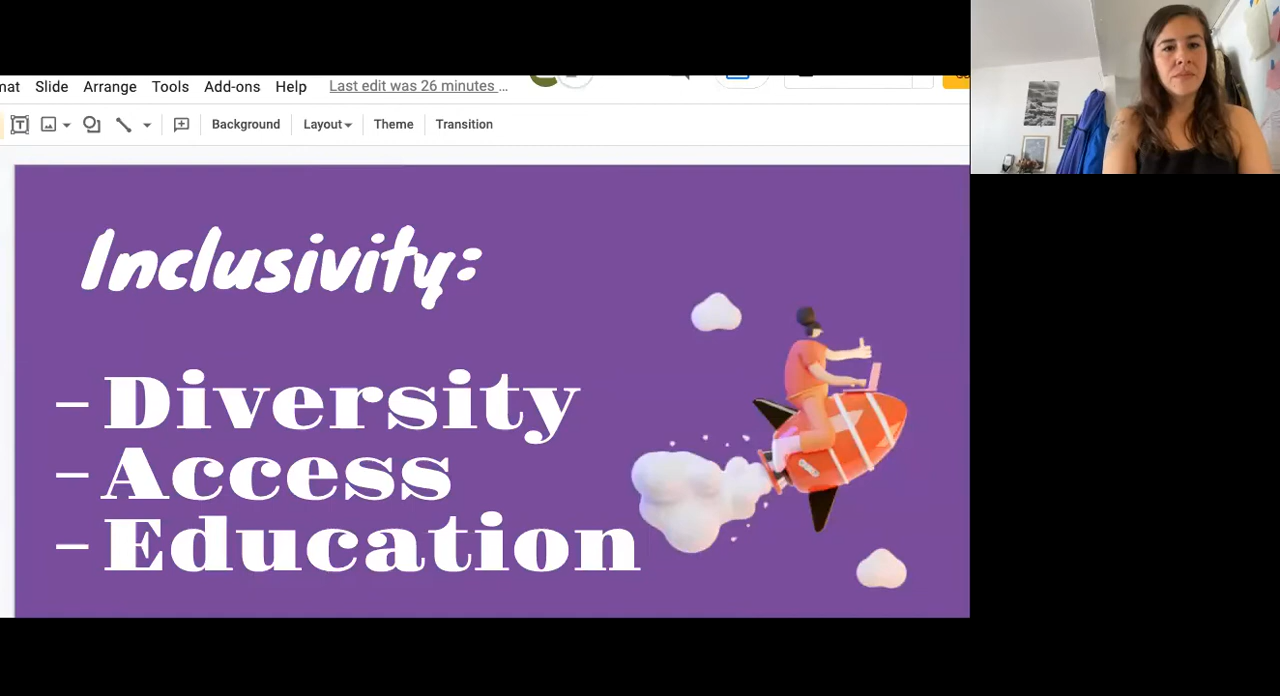 mat Slide Arrange Tools Add-ons Help Last edit was 26 minutes ...
Background Layout Theme Transition
Inclusivity:
- Diversity
- Access
- Education